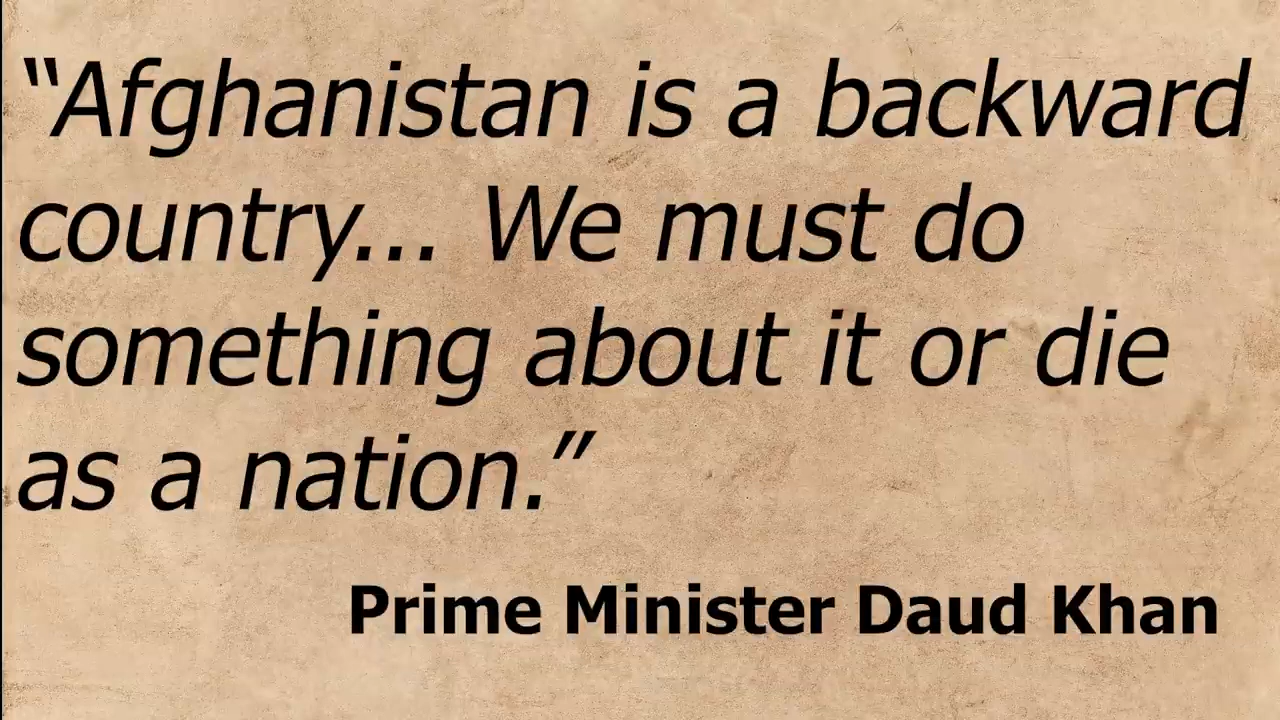 “Afghanistan is a backward
country... We must do
something about it or die
as a nation.”
Prime Minister Daud Khan